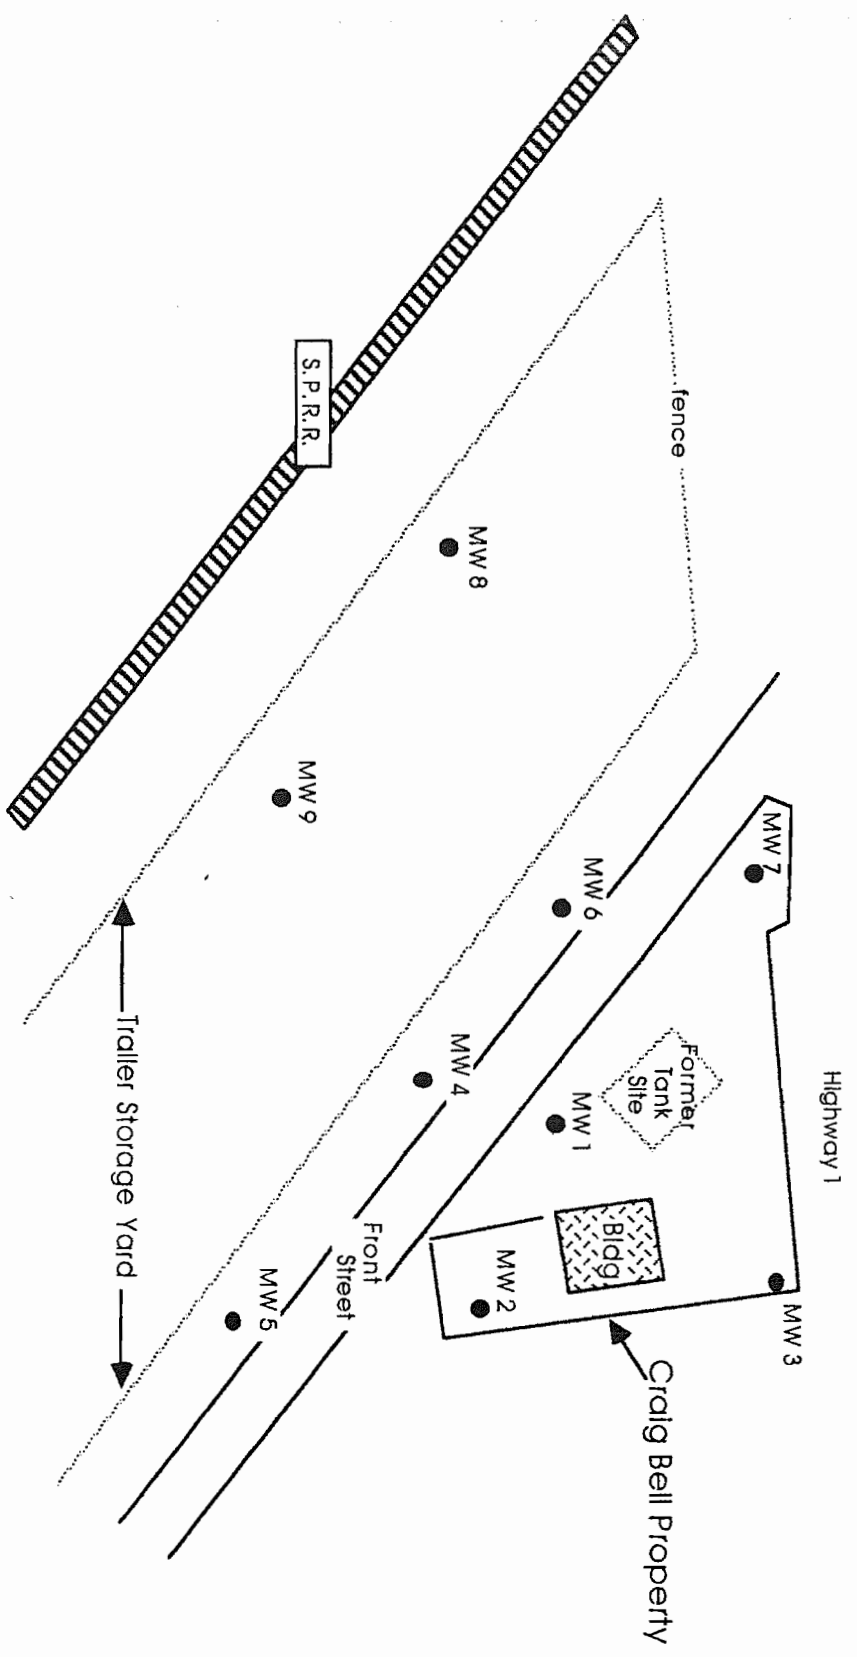 Highway 1
MW 7
MW 3
Former
Tank
Site
Bldg
Craig Bell Property
fence
MW 6
MW 1
MW 2
MW 8
MW 4
Front
Street
S.P.R.R.
MW 9
MW 5
Trailer Storage Yard